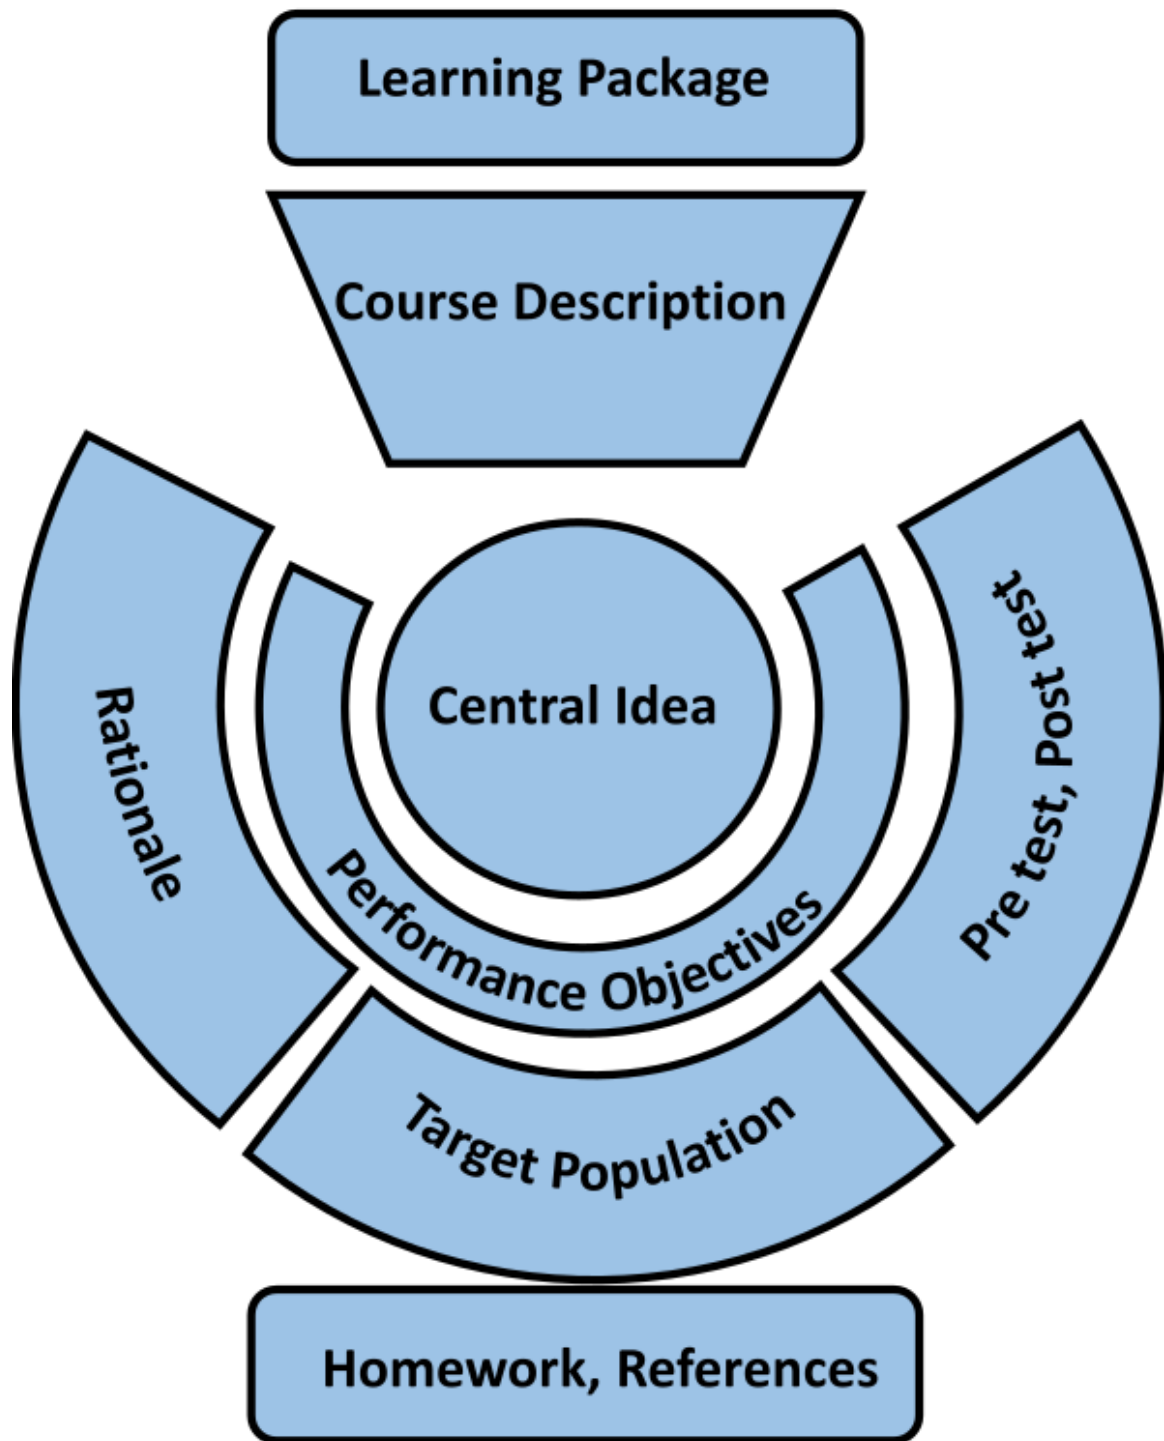 Learning Package
Course Description
Central Idea
Rationale
Performance Objectives
Pre test, Post test
Target Population
Homework, References